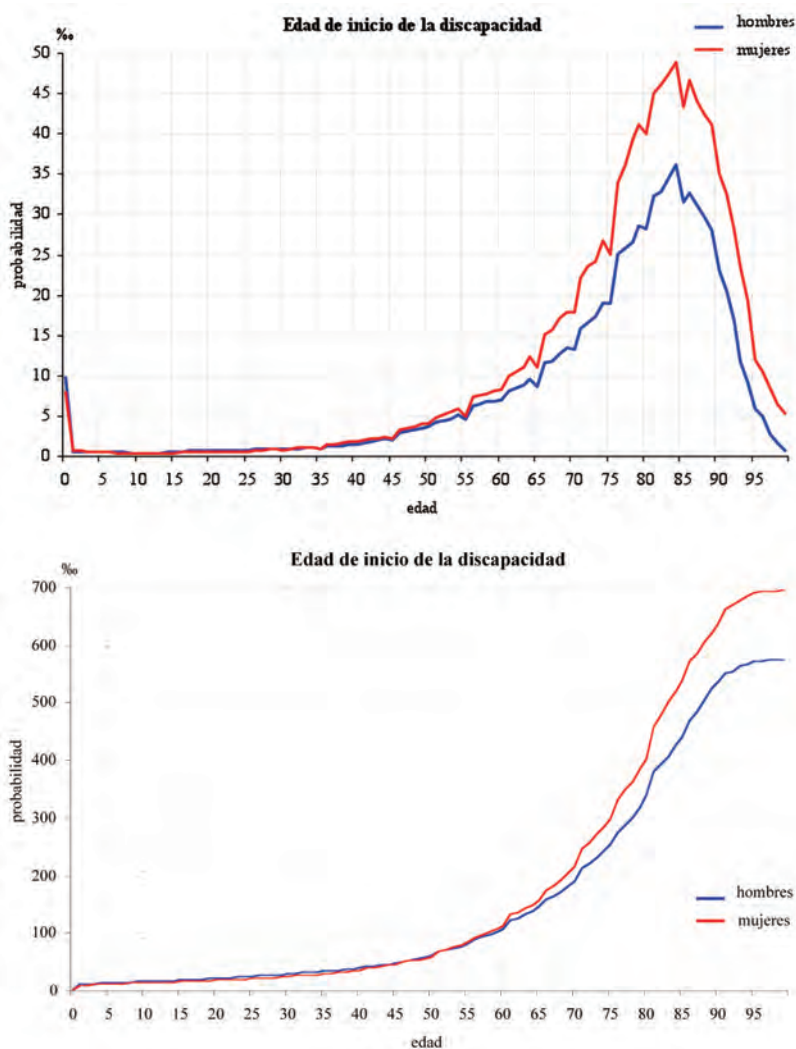 Edad de inicio de la discapacidad
hombres
mujeres
‰
50
45
40
35
30
25
20
15
10
5
0
probabilidad
0 5 10 15 20 25 30 35 40 45 50 55 60 65 70 75 80 85 90 95
edad
Edad de inicio de la discapacidad
‰
700
600
500
400
300
200
100
0
probabilidad
hombres
mujeres
0 5 10 15 20 25 30 35 40 45 50 55 60 65 70 75 80 85 90 95
edad